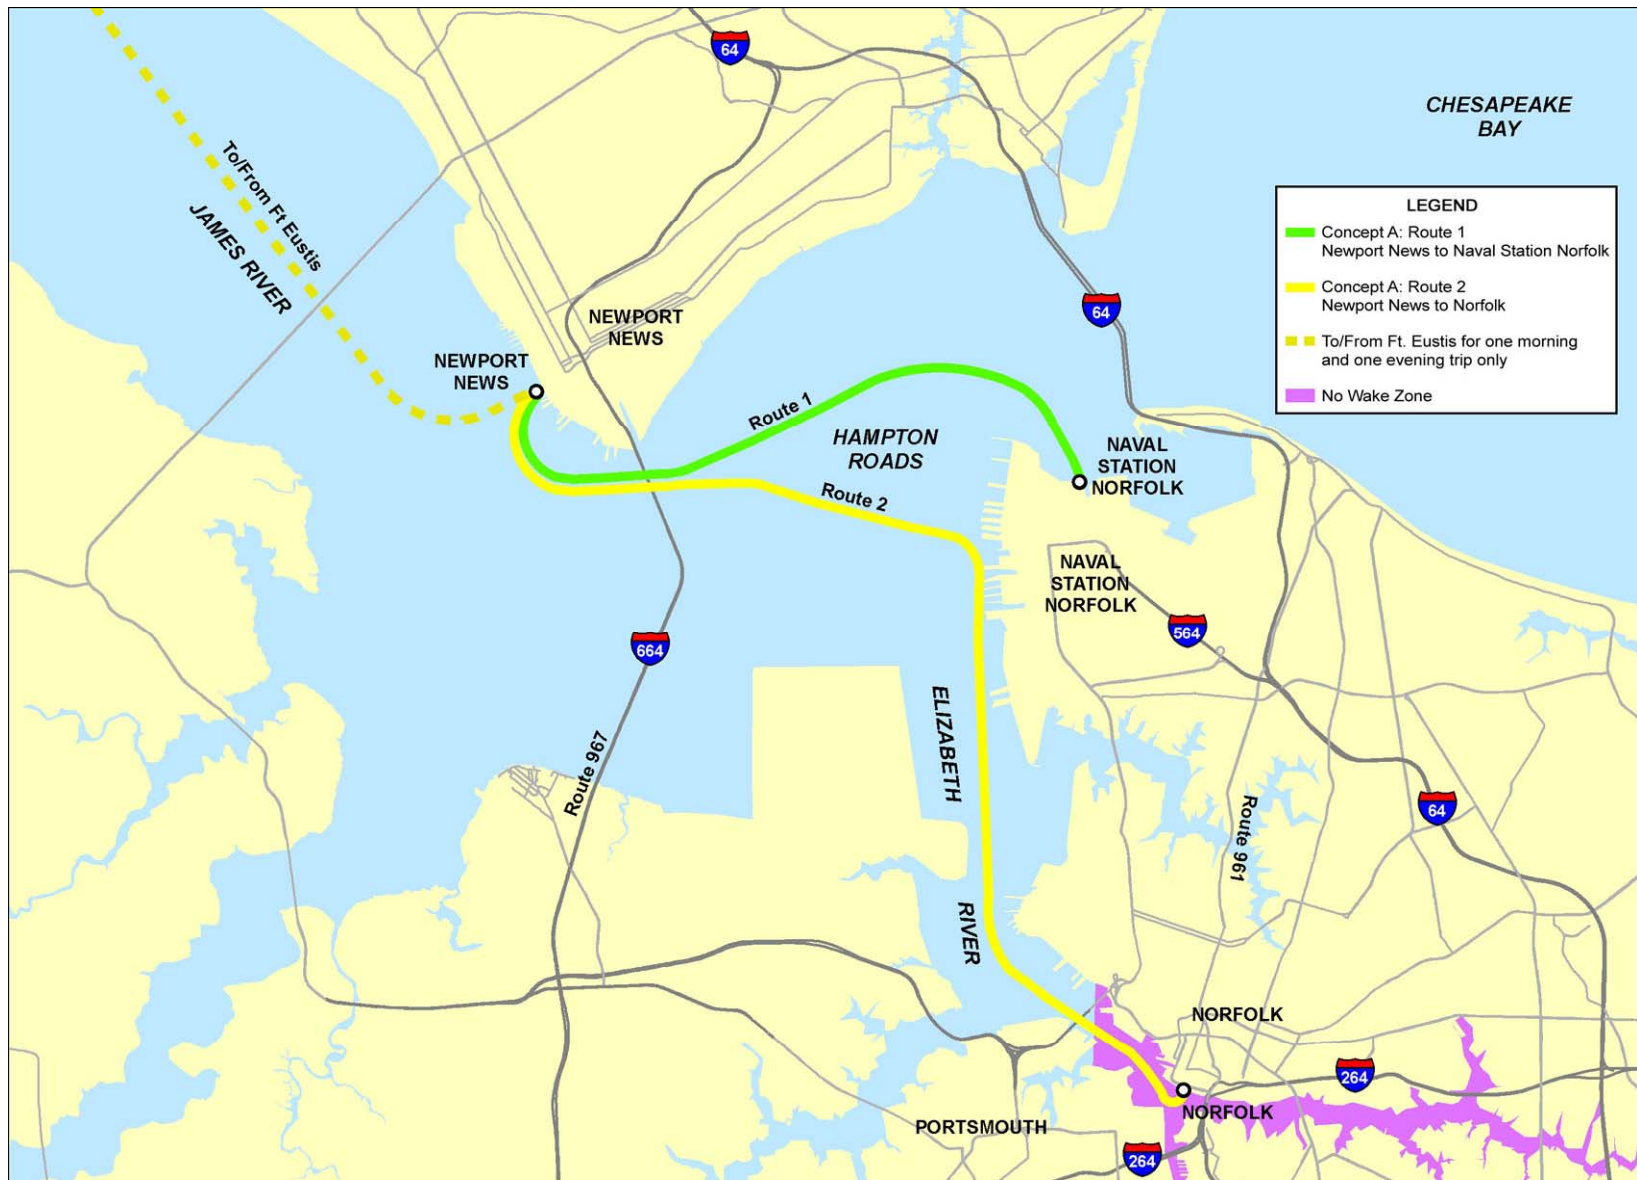 64
CHESAPEAKE
BAY
To/From Ft Eustis
JAMES RIVER
LEGEND
Concept A: Route 1
Newport News to Naval Station Norfolk
Concept A: Route 2
Newport News to Norfolk
To/From Ft. Eustis for one morning
and one evening trip only
No Wake Zone
64
NEWPORT
NEWS
NEWPORT
NEWS
Route 1
HAMPTON
ROADS
NAVAL
STATION
NORFOLK
Route 2
NAVAL
STATION
NORFOLK
564
664
ELIZABETH
RIVER
Route 967
Route 961
64
NORFOLK
264
NORFOLK
PORTSMOUTH
264